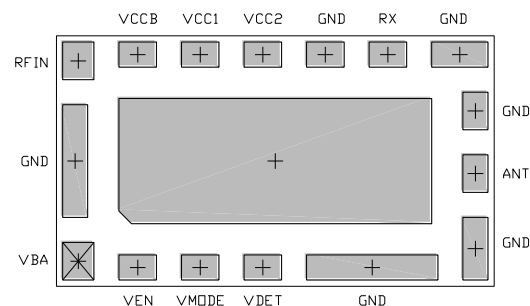 VCCB VCC1 VCC2 GND RX GND
RFIN
GND
GND
ANT
GND
VBA
VEN VMODE VDET GND